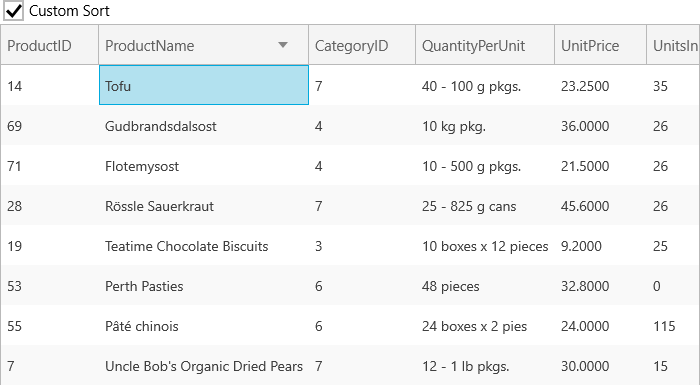 Custom Sort
ProductID ProductName CategoryID QuantityPerUnit UnitPrice UnitsIn
14 Tofu 7 40 - 100 g pkgs. 23.2500 35
69 Gudbrandsdalsost 4 10 kg pkg. 36.0000 26
71 Flotemysost 4 10 - 500 g pkgs. 21.5000 26
28 Rössle Sauerkraut 7 25 - 825 g cans 45.6000 26
19 Teatime Chocolate Biscuits 3 10 boxes x 12 pieces 9.2000 25
53 Perth Pasties 6 48 pieces 32.8000 0
55 Pâté chinois 6 24 boxes x 2 pies 24.0000 115
7 Uncle Bob's Organic Dried Pears 7 12 - 1 lb pkgs. 30.0000 15